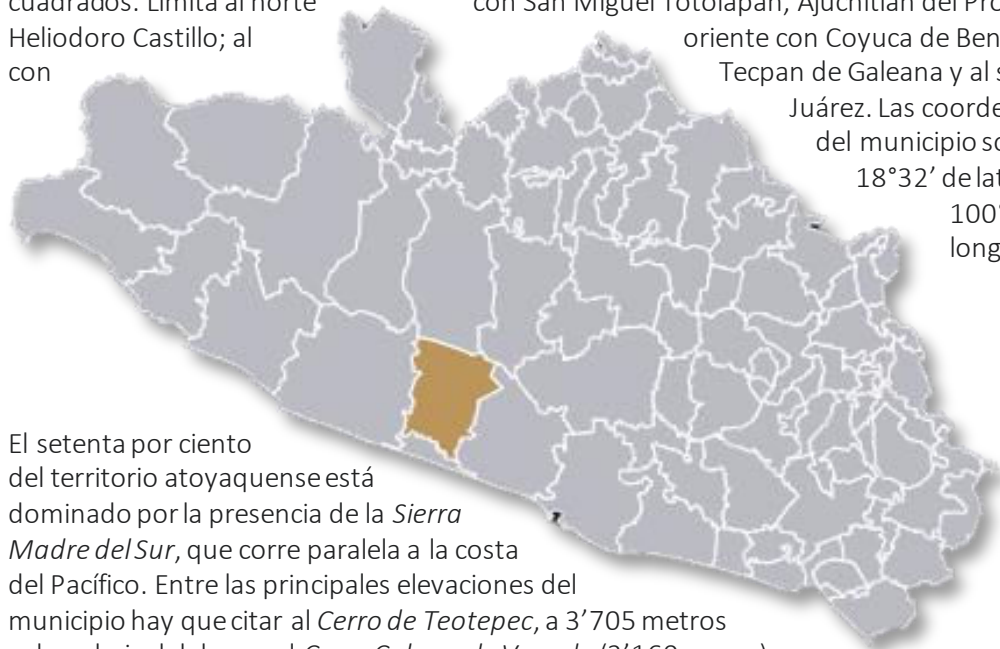 cuadrados. Limita al norte con San Miguel Totolapan, Ajuchitlán del Pro
Heliodoro Castillo; al oriente con Coyuca de Ben
con Tecpan de Galeana y al s
Juárez. Las coorde
del municipio so
18°32’ de lat
100°
long
El setenta por ciento
del territorio atoyaquense está
dominado por la presencia de la Sierra
Madre del Sur, que corre paralela a la costa
del Pacífico. Entre las principales elevaciones del
municipio hay que citar al Cerro de Teotepec, a 3’705 metros